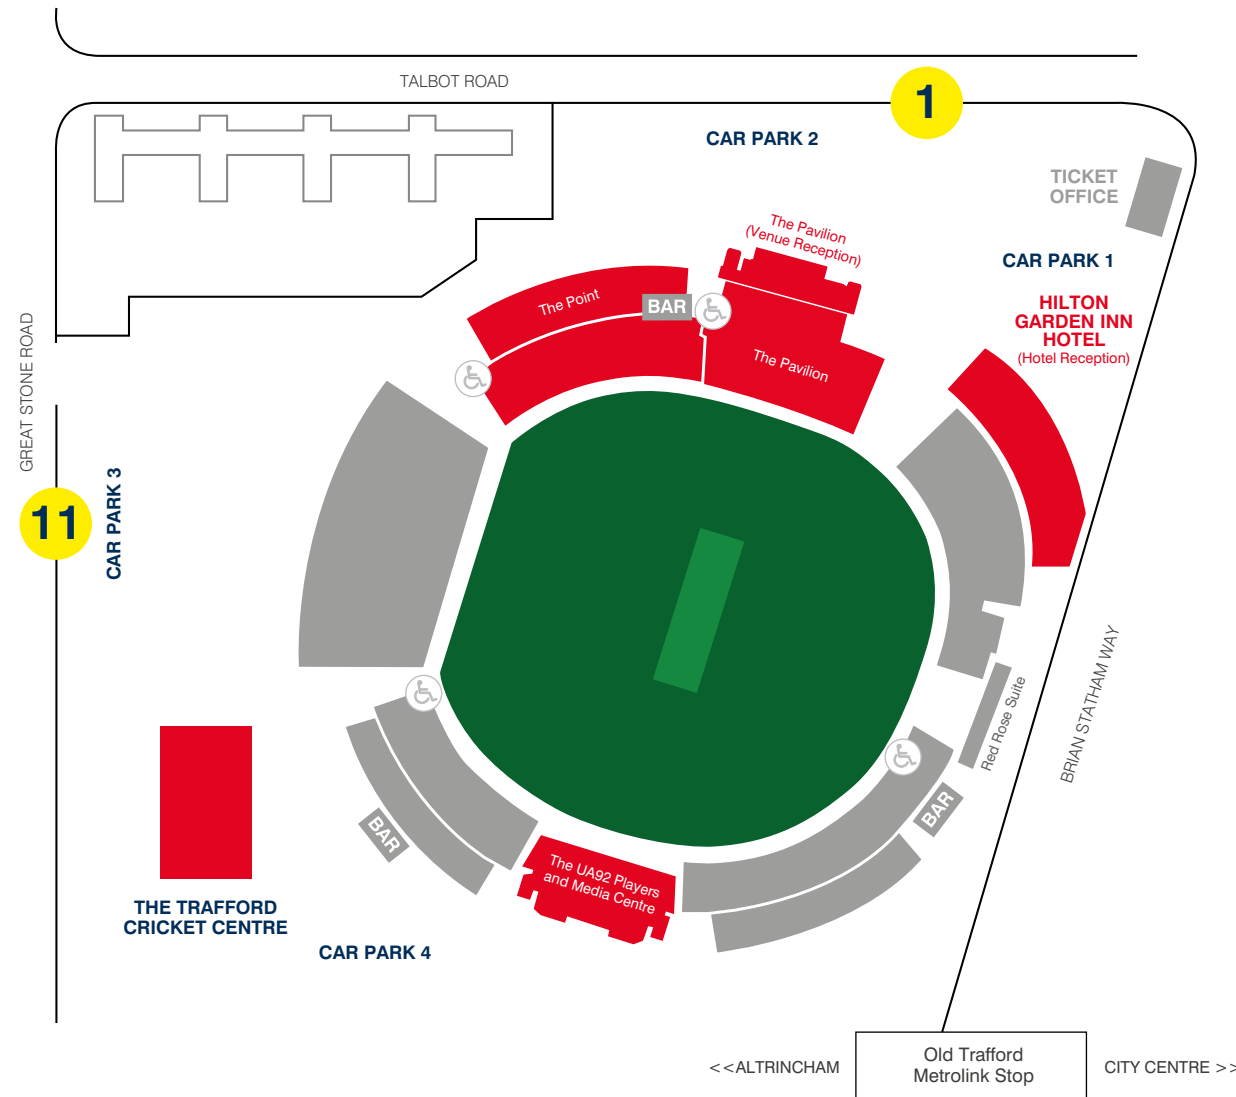 TALBOT ROAD
1
CAR PARK 2
TICKET
OFFICE
The Pavilion
(Venue Reception)
CAR PARK 1
HILTON
GARDEN INN
HOTEL
(Hotel Reception)
The Point
BAR
The Pavilion
GREAT STONE ROAD
11
CAR PARK 3
Red Rose Suite
BRIAN STATHAM WAY
BAR
BAR
The UA92 Players
and Media Centre
THE TRAFFORD
CRICKET CENTRE
CAR PARK 4
<<ALTRINCHAM
Old Trafford
Metrolink Stop
CITY CENTRE >>